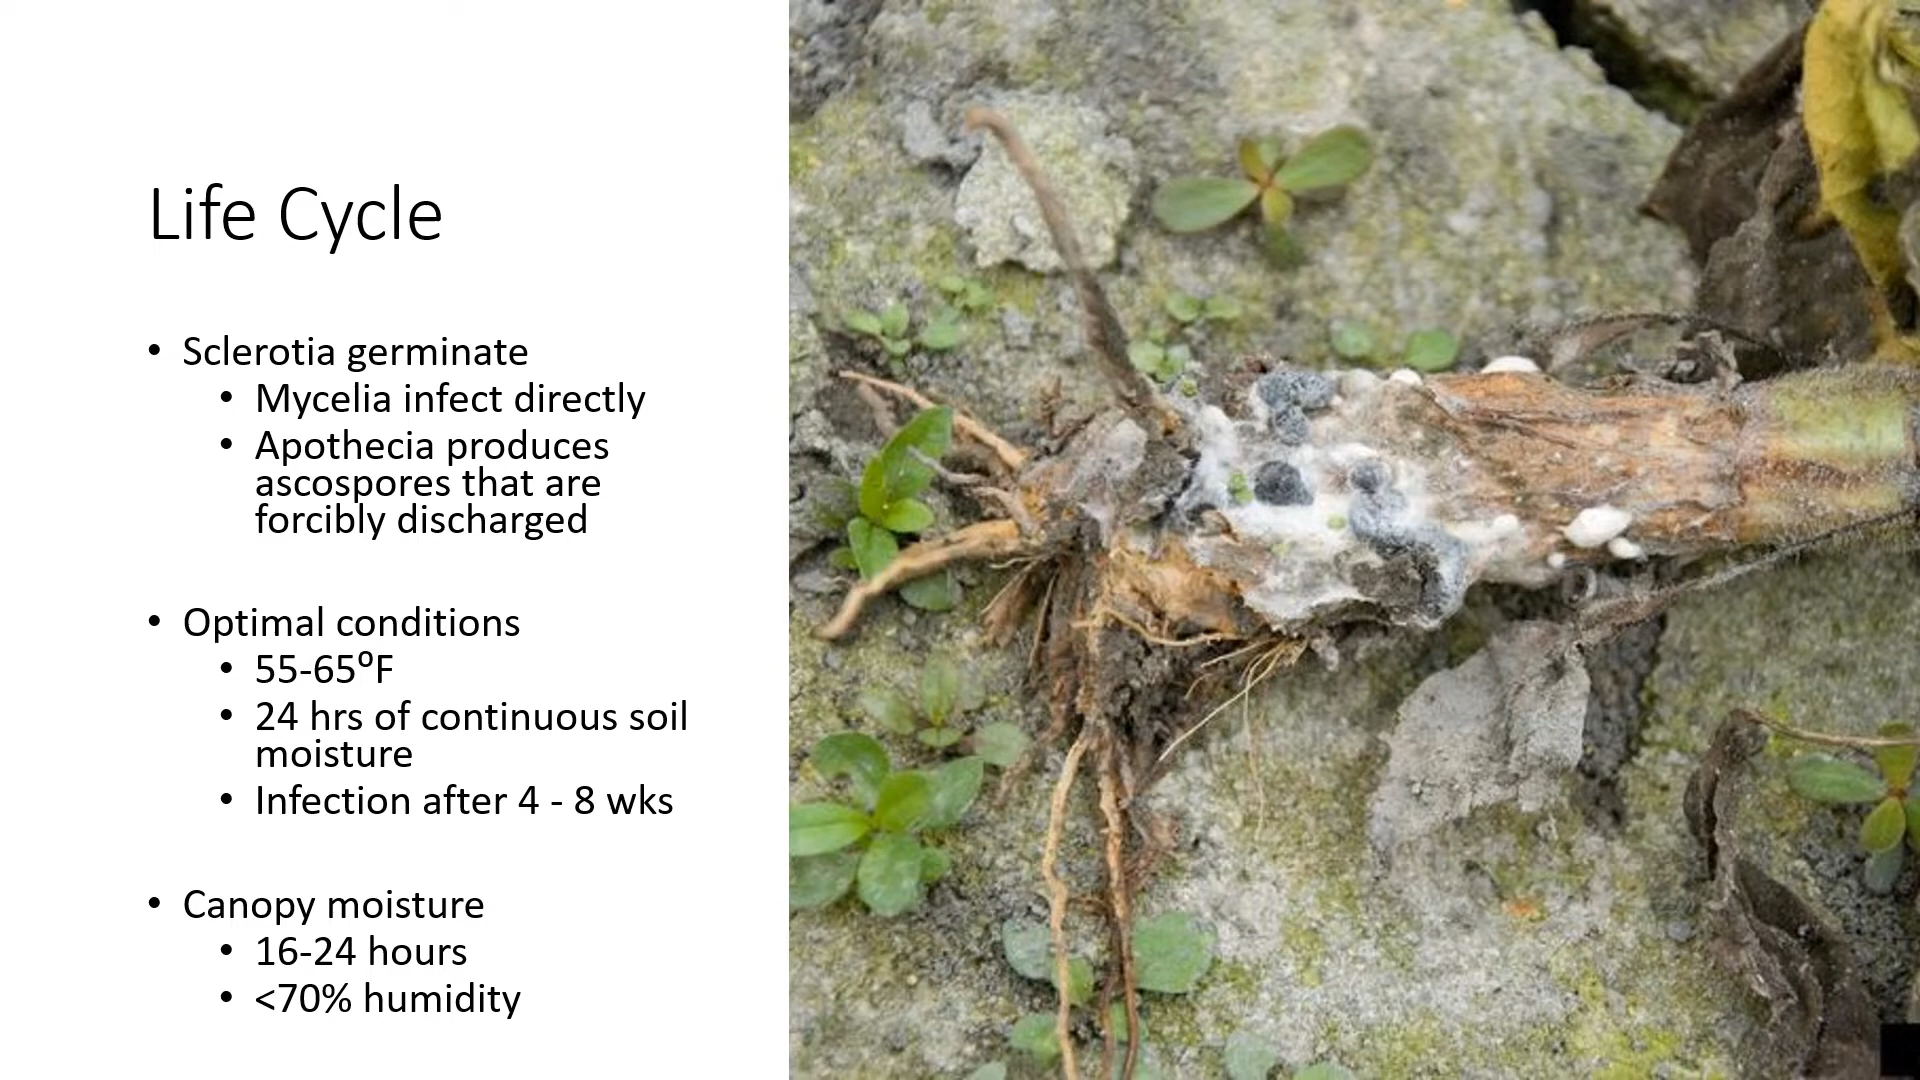 Life Cycle
• Sclerotia germinate
• Mycelia infect directly
• Apothecia produces
ascospores that are
forcibly discharged
• Optimal conditions
• 55-65⁰F
• 24 hrs of continuous soil
moisture
• Infection after 4 - 8 wks
• Canopy moisture
• 16-24 hours
• <70% humidity